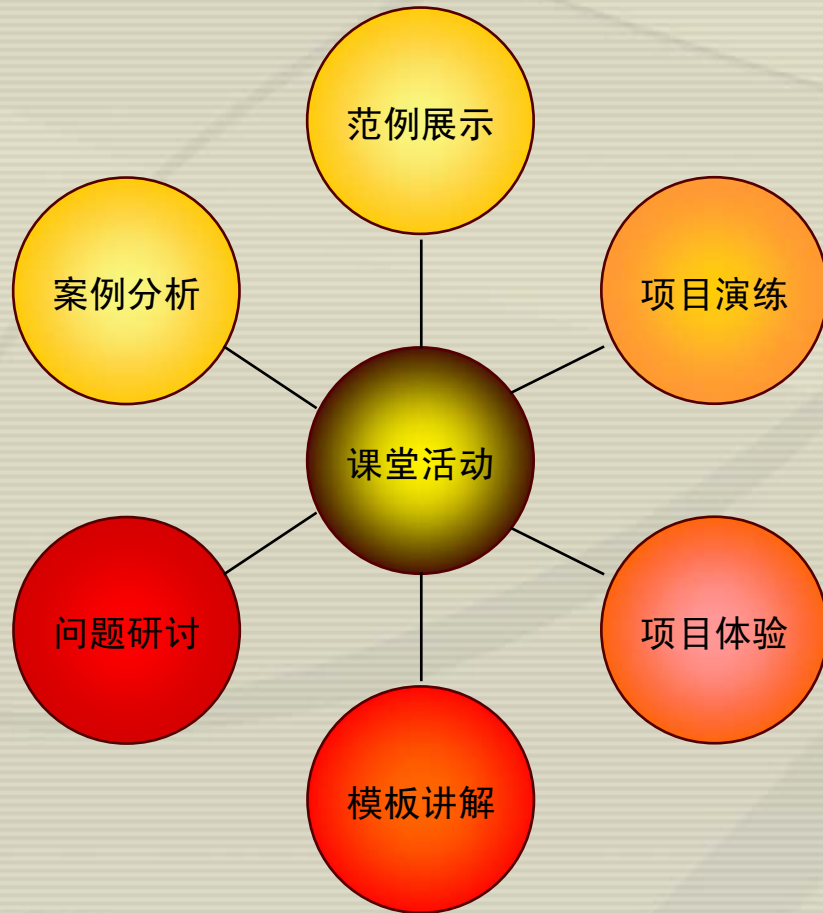 范例展示
案例分析
项目演练
课堂活动
问题研讨
项目体验
模板讲解